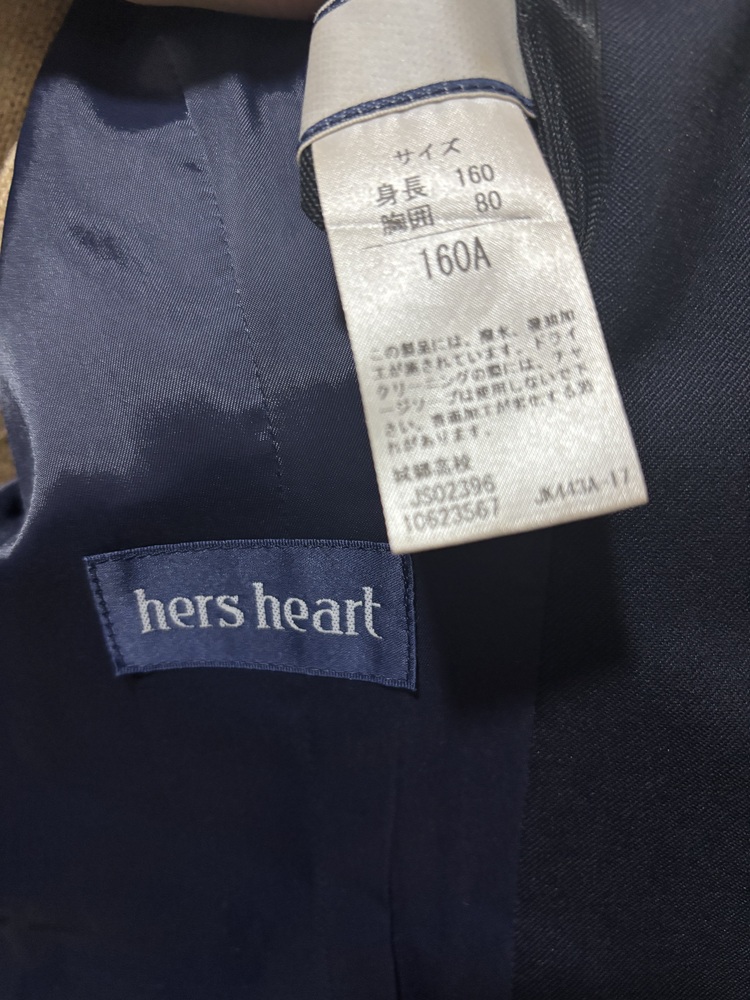 サイズ
身長 160
胸囲 80
160A
この製品には、撥水、撥油加
工が施されています。ドライ
クリーニングの際には、チャ
ージソープは使用しないで下
さい。表面加工が劣化する恐
れがあります。
城郷高校
JS02396
10623567 JK443A-17
hers heart